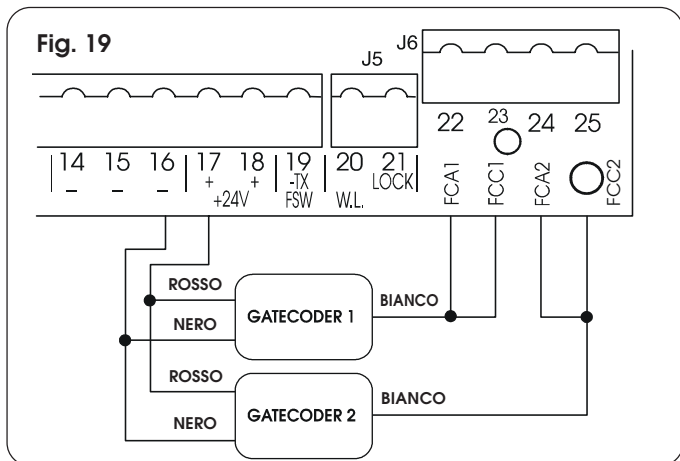 Fig. 19
J5
J6
14 15 16 17 18 19 20 21 22 23 24 25
– – – + + -TX LOCK
+24V FSW W.L.
FCA1 FCC1 FCA2 FCC2
ROSSO
BIANCO
GATECODER 1
NERO
ROSSO
BIANCO
GATECODER 2
NERO